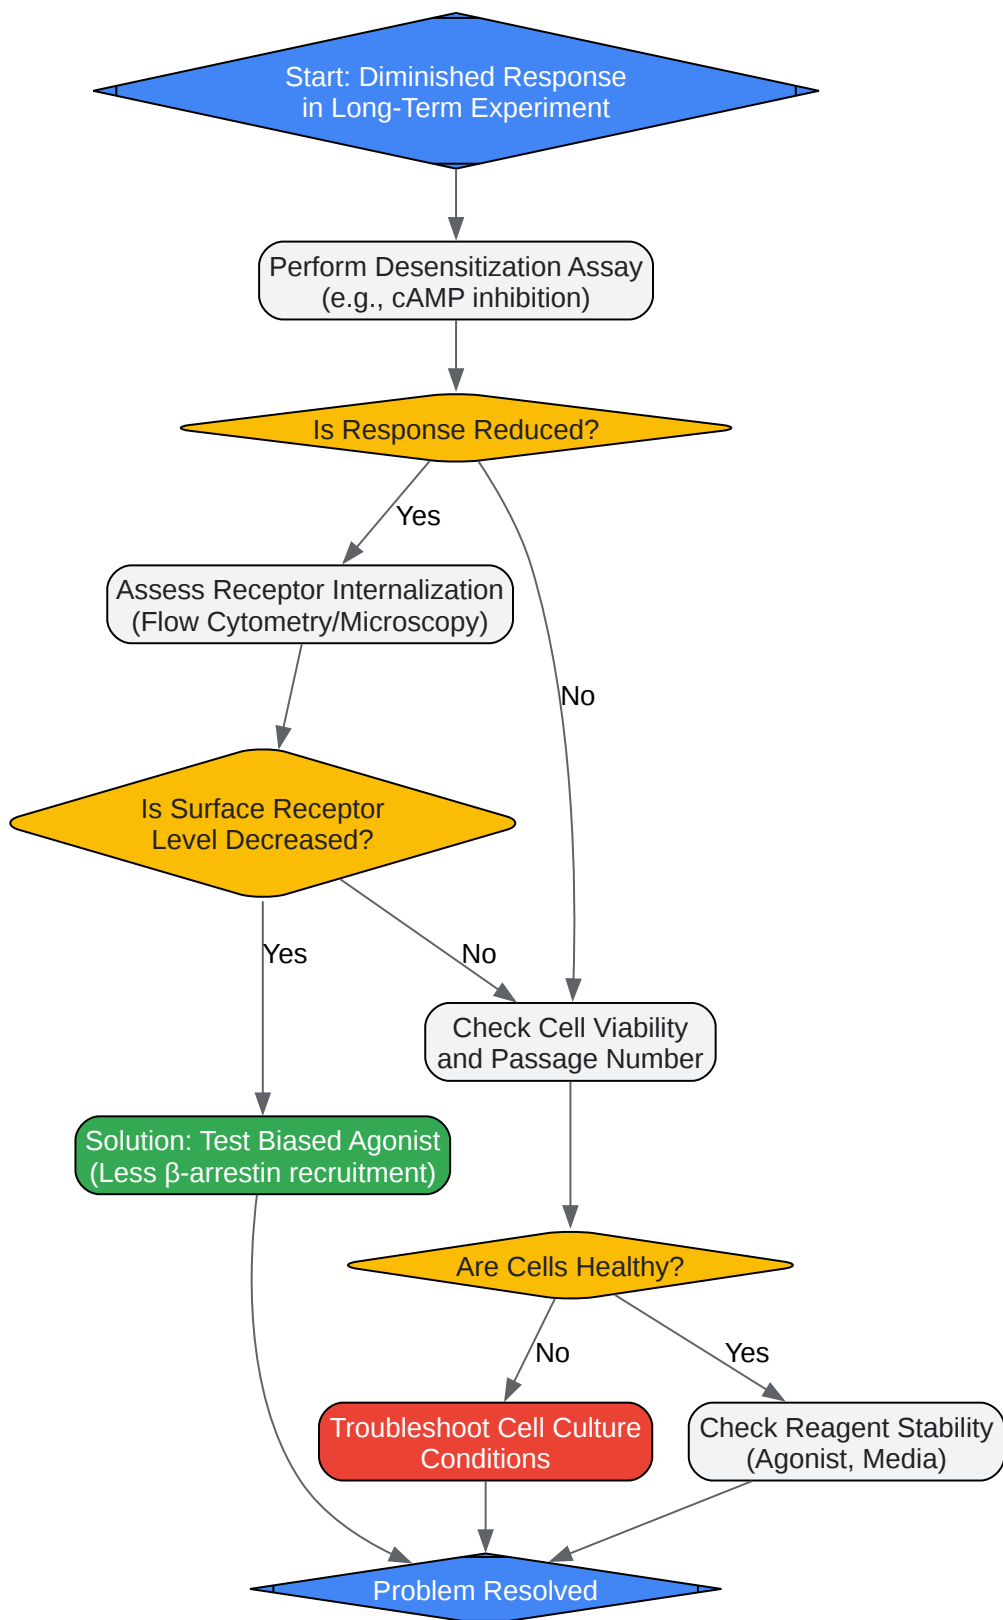 Start: Diminished Response
in Long-Term Experiment
Perform Desensitization Assay
(e.g., cAMP inhibition)
Is Response Reduced?
Yes
Assess Receptor Internalization
(Flow Cytometry/Microscopy)
No
Is Surface Receptor
Level Decreased?
Yes
No
Check Cell Viability
and Passage Number
Solution: Test Biased Agonist
(Less β-arrestin recruitment)
Are Cells Healthy?
No
Yes
Troubleshoot Cell Culture
Conditions
Check Reagent Stability
(Agonist, Media)
Problem Resolved